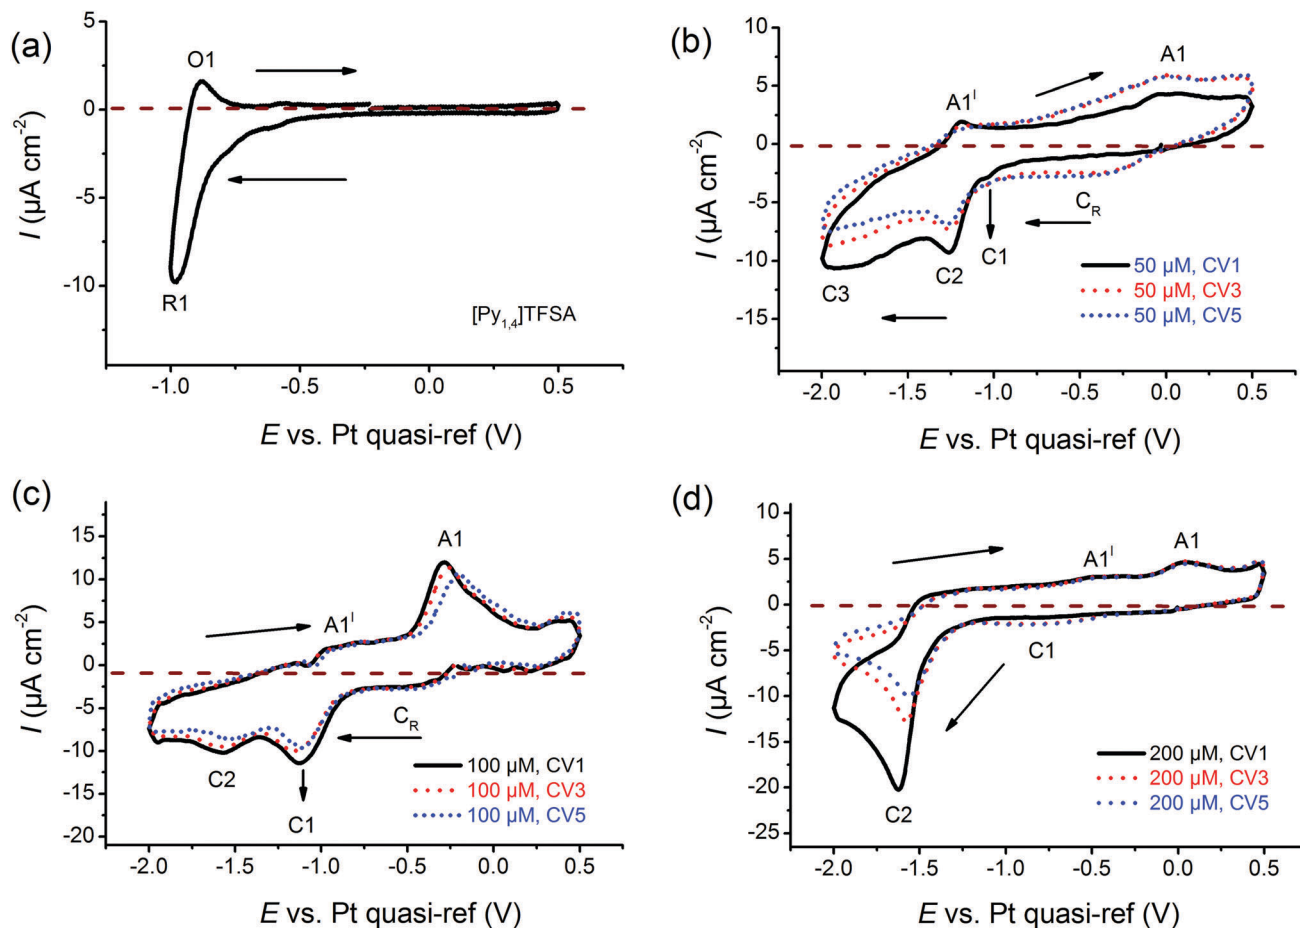 (a)
5
0
-5
-10
I (µA cm-2)
O1
R1
[Py1,4]TFSA
-1.0 -0.5 0.0 0.5
E vs. Pt quasi-ref (V)
(b)
10
5
0
-5
-10
-15
I (µA cm-2)
A1
A1I
CR
C1
C2
C3
50 µM, CV1
50 µM, CV3
50 µM, CV5
-2.0 -1.5 -1.0 -0.5 0.0 0.5
E vs. Pt quasi-ref (V)
(c)
15
10
5
0
-5
-10
-15
-20
I (µA cm-2)
A1
A1I
CR
C2
C1
100 µM, CV1
100 µM, CV3
100 µM, CV5
-2.0 -1.5 -1.0 -0.5 0.0 0.5
E vs. Pt quasi-ref (V)
(d)
10
5
0
-5
-10
-15
-20
-25
I (µA cm-2)
A1
A1I
C1
C2
200 µM, CV1
200 µM, CV3
200 µM, CV5
-2.0 -1.5 -1.0 -0.5 0.0 0.5
E vs. Pt quasi-ref (V)